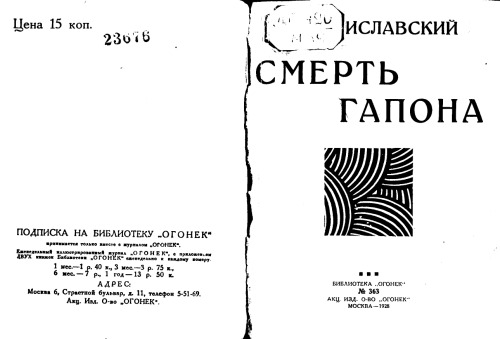 Цена 15 коп.
23676
ПОДПИСКА НА БИБЛИОТЕКУ „ОГОНЕК"
принимается только вместе с журналом „ОГОНЕК".
Еженедельный иллюстрированный журнал „ОГОНЕК", с приложением
ДВУХ книжек Библиотеки „ОГОНЕК" еженедельно к каждому номеру:
1 мес.—1 р. 40 к., 3 мес.—3 р. 75 к.,
6 мес.— 7 р., 1 год—13 р. 50 к.
АДРЕС:
Москва 6, Страстной бульвар, д. 11, телефон 5-51-69.
Акц. Изд. О-во „ОГОНЕК".
ИСЛАВСКИЙ
СМЕРТЬ
ГАПОНА
БИБЛИОТЕКА „ОГОНЕК"
№ 363
АКЦ. ИЗД. О-ВО „ОГОНЕК"
МОСКВА—1928